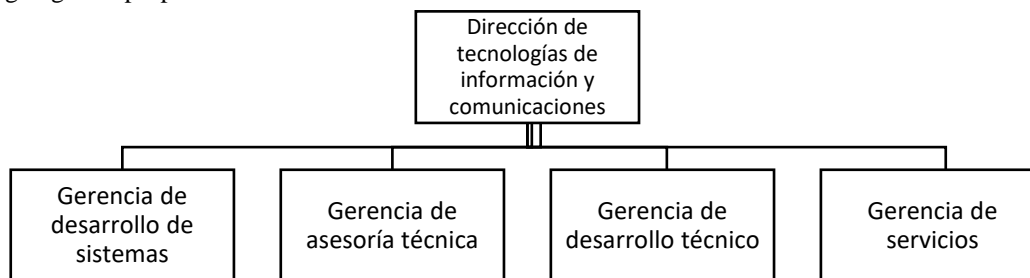 Dirección de
tecnologías de
información y
comunicaciones
Gerencia de
desarrollo de
sistemas
Gerencia de
asesoría técnica
Gerencia de
desarrollo técnico
Gerencia de
servicios